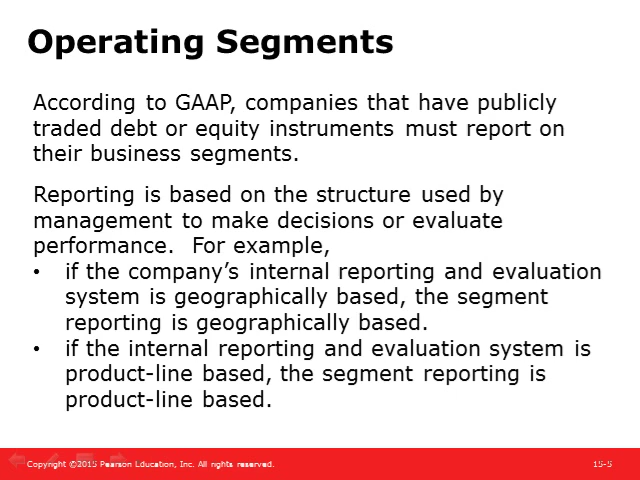 Operating Segments
According to GAAP, companies that have publicly
traded debt or equity instruments must report on
their business segments.
Reporting is based on the structure used by
management to make decisions or evaluate
performance.  For example,
• if the company's internal reporting and evaluation
system is geographically based, the segment
reporting is geographically based.
• if the internal reporting and evaluation system is
product-line based, the segment reporting is
product-line based.
Copyright ©2015 Pearson Education, Inc. All rights reserved.
15-5